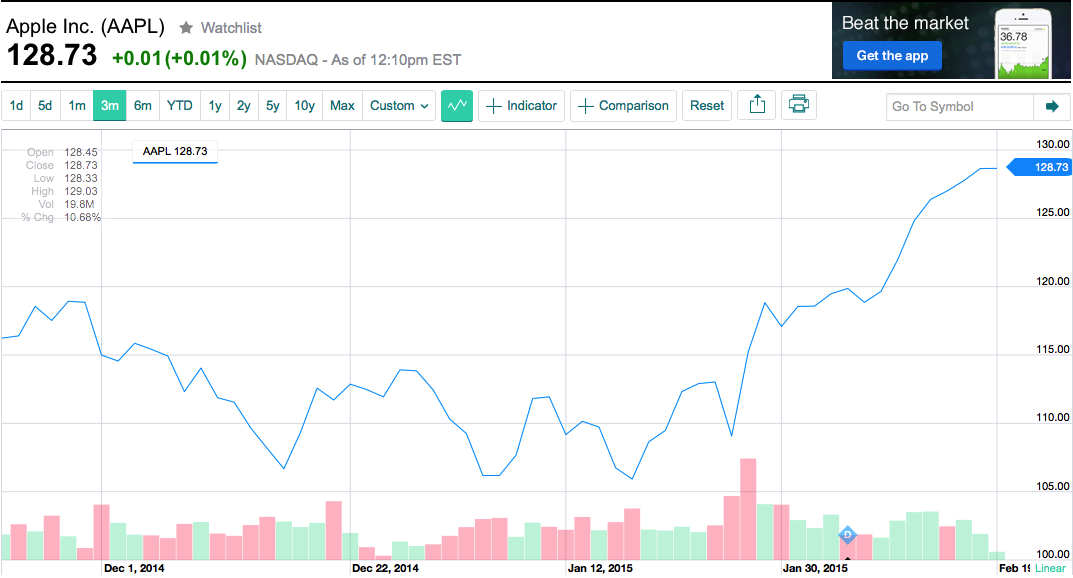 Apple Inc. (AAPL) Watchlist
128.73 +0.01 (+0.01%) NASDAQ - As of 12:10pm EST
Beat the market
Get the app
36.78
1d 5d 1m 3m 6m YTD 1y 2y 5y 10y Max Custom Indicator Comparison Reset Go To Symbol
AAPL 128.73
Open 128.45
Close 128.73
Low 128.33
High 129.03
Vol 19.8M
% Chg 10.68%
130.00
128.73
125.00
120.00
115.00
110.00
105.00
100.00
D
Dec 1, 2014 Dec 22, 2014 Jan 12, 2015 Jan 30, 2015 Feb 19 Linear